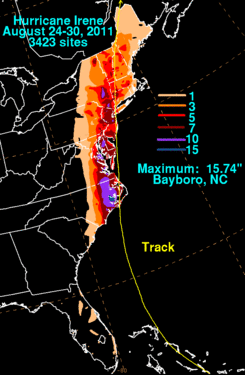 Hurricane Irene
August 24-30, 2011
3423 sites
1
3
5
7
10
15
Maximum: 15.74"
Bayboro, NC
Track